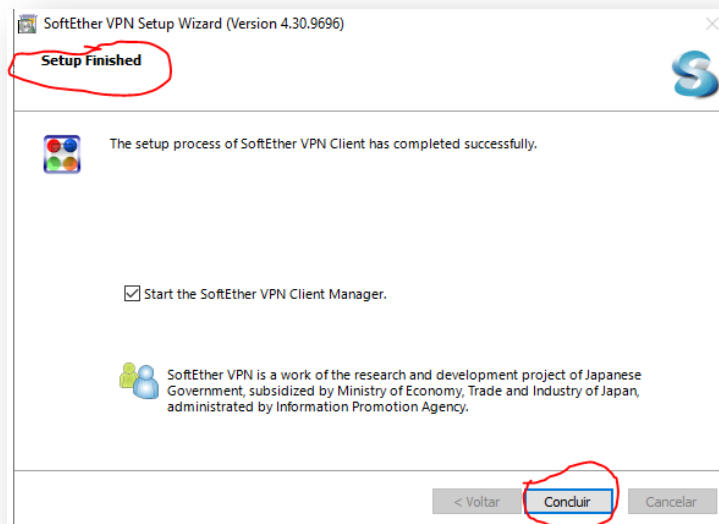 SoftEther VPN Setup Wizard (Version 4.30.9696)
Setup Finished
The setup process of SoftEther VPN Client has completed successfully.
Start the SoftEther VPN Client Manager.
SoftEther VPN is a work of the research and development project of Japanese
Government, subsidized by Ministry of Economy, Trade and Industry of Japan,
administrated by Information Promotion Agency.
< Voltar Concluir Cancelar